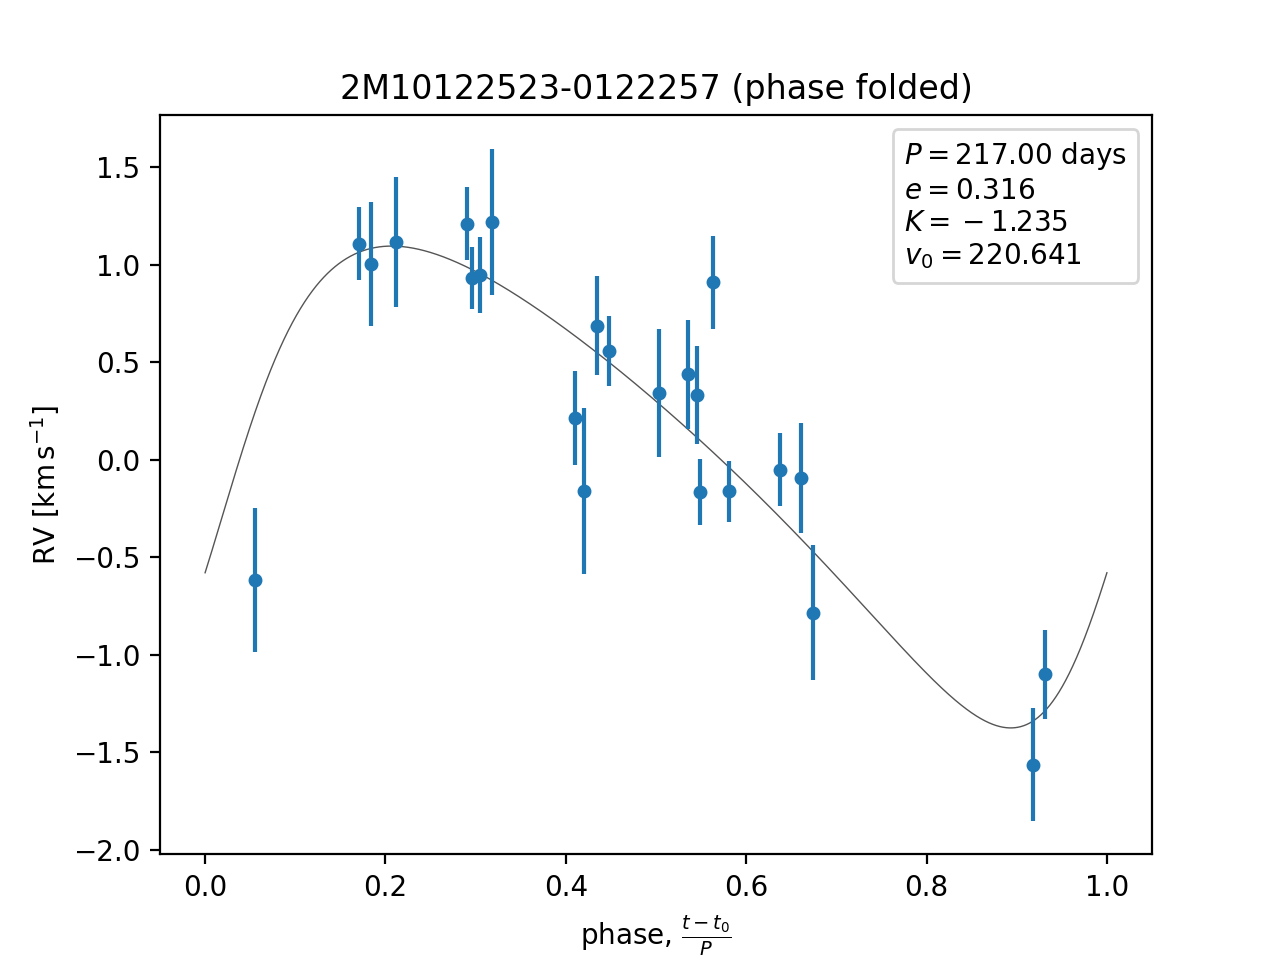 2M10122523-0122257 (phase folded)
P = 217.00 days
e = 0.316
K = −1.235
v₀ = 220.641
RV [km s⁻¹]
1.5
1.0
0.5
0.0
−0.5
−1.0
−1.5
−2.0
0.0 0.2 0.4 0.6 0.8 1.0
phase, (t − t₀)/P